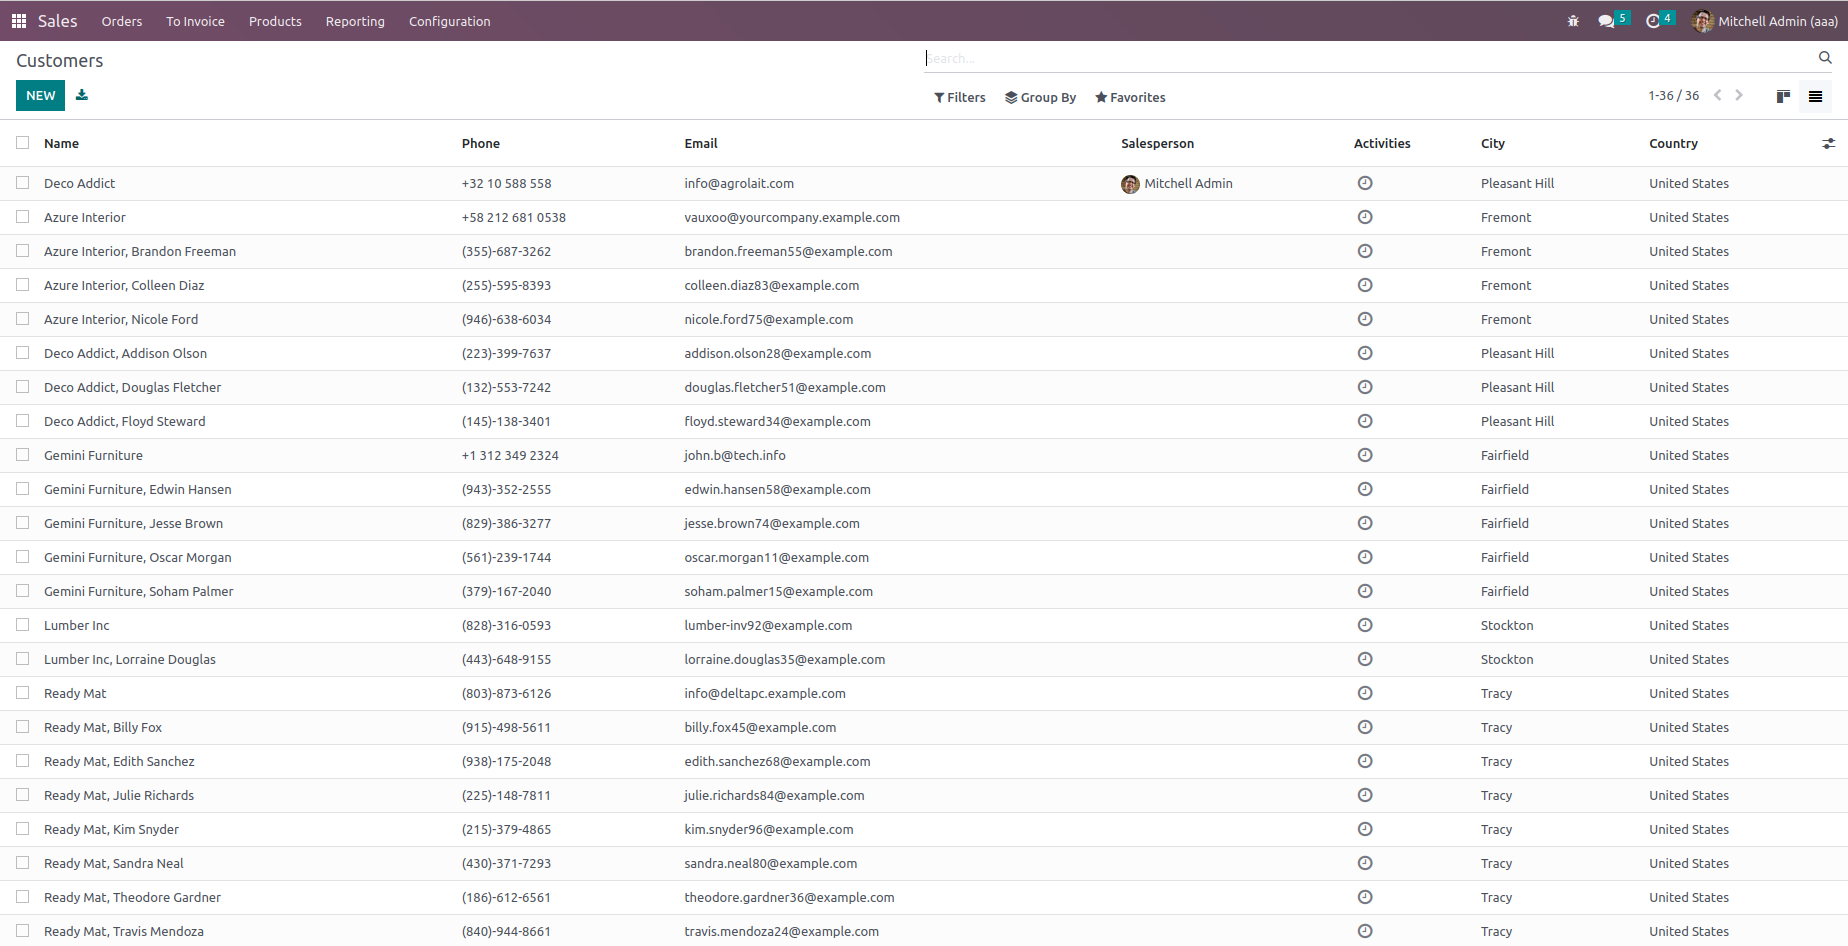 Sales Orders To Invoice Products Reporting Configuration 5 4 Mitchell Admin (aaa)
Customers Search...
NEW Filters Group By Favorites 1-36 / 36
Name Phone Email Salesperson Activities City Country
Deco Addict +32 10 588 558 info@agrolait.com Mitchell Admin Pleasant Hill United States
Azure Interior +58 212 681 0538 vauxoo@yourcompany.example.com Fremont United States
Azure Interior, Brandon Freeman (355)-687-3262 brandon.freeman55@example.com Fremont United States
Azure Interior, Colleen Diaz (255)-595-8393 colleen.diaz83@example.com Fremont United States
Azure Interior, Nicole Ford (946)-638-6034 nicole.ford75@example.com Fremont United States
Deco Addict, Addison Olson (223)-399-7637 addison.olson28@example.com Pleasant Hill United States
Deco Addict, Douglas Fletcher (132)-553-7242 douglas.fletcher51@example.com Pleasant Hill United States
Deco Addict, Floyd Steward (145)-138-3401 floyd.steward34@example.com Pleasant Hill United States
Gemini Furniture +1 312 349 2324 john.b@tech.info Fairfield United States
Gemini Furniture, Edwin Hansen (943)-352-2555 edwin.hansen58@example.com Fairfield United States
Gemini Furniture, Jesse Brown (829)-386-3277 jesse.brown74@example.com Fairfield United States
Gemini Furniture, Oscar Morgan (561)-239-1744 oscar.morgan11@example.com Fairfield United States
Gemini Furniture, Soham Palmer (379)-167-2040 soham.palmer15@example.com Fairfield United States
Lumber Inc (828)-316-0593 lumber-inv92@example.com Stockton United States
Lumber Inc, Lorraine Douglas (443)-648-9155 lorraine.douglas35@example.com Stockton United States
Ready Mat (803)-873-6126 info@deltapc.example.com Tracy United States
Ready Mat, Billy Fox (915)-498-5611 billy.fox45@example.com Tracy United States
Ready Mat, Edith Sanchez (938)-175-2048 edith.sanchez68@example.com Tracy United States
Ready Mat, Julie Richards (225)-148-7811 julie.richards84@example.com Tracy United States
Ready Mat, Kim Snyder (215)-379-4865 kim.snyder96@example.com Tracy United States
Ready Mat, Sandra Neal (430)-371-7293 sandra.neal80@example.com Tracy United States
Ready Mat, Theodore Gardner (186)-612-6561 theodore.gardner36@example.com Tracy United States
Ready Mat, Travis Mendoza (840)-944-8661 travis.mendoza24@example.com Tracy United States